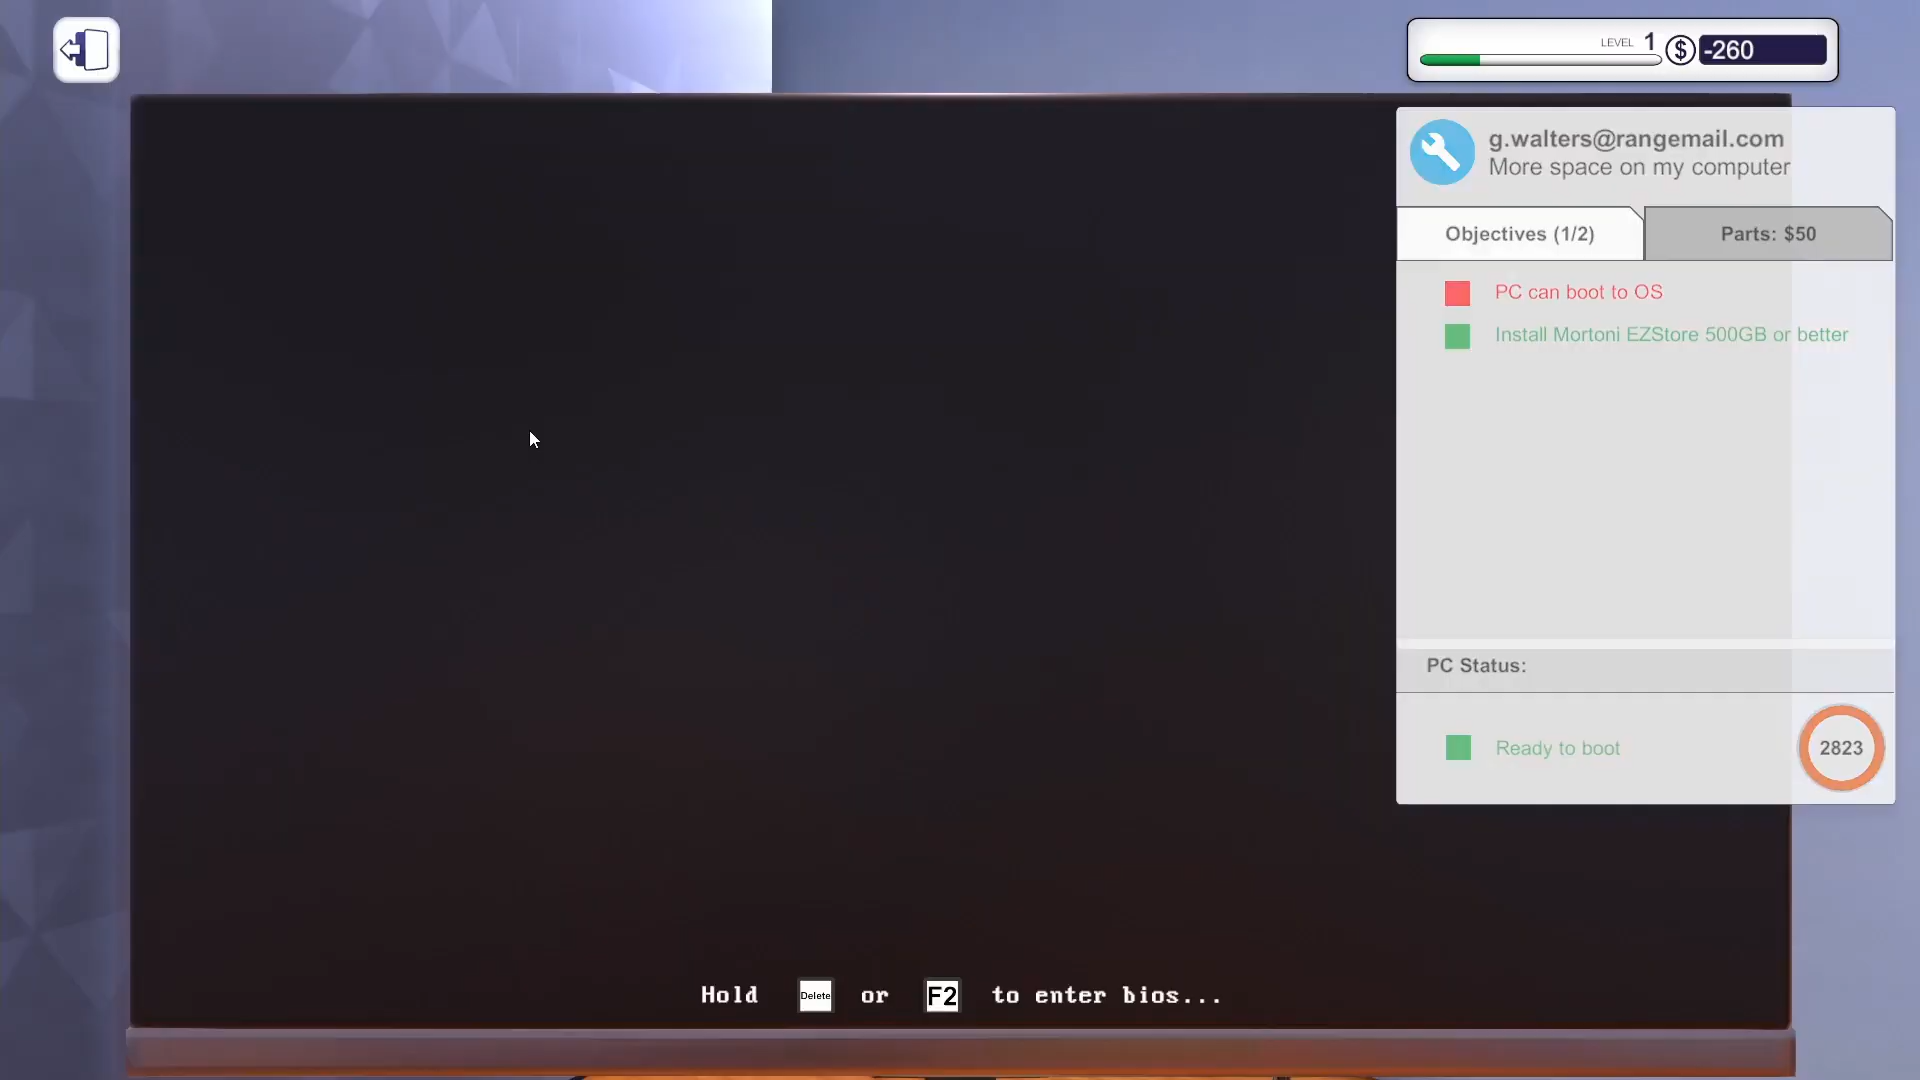 LEVEL 1
$ -260
g.walters@rangemail.com
More space on my computer
Objectives (1/2)
Parts: $50
PC can boot to OS
Install Mortoni EZStore 500GB or better
PC Status:
Ready to boot
2823
Hold Delete or F2 to enter bios...